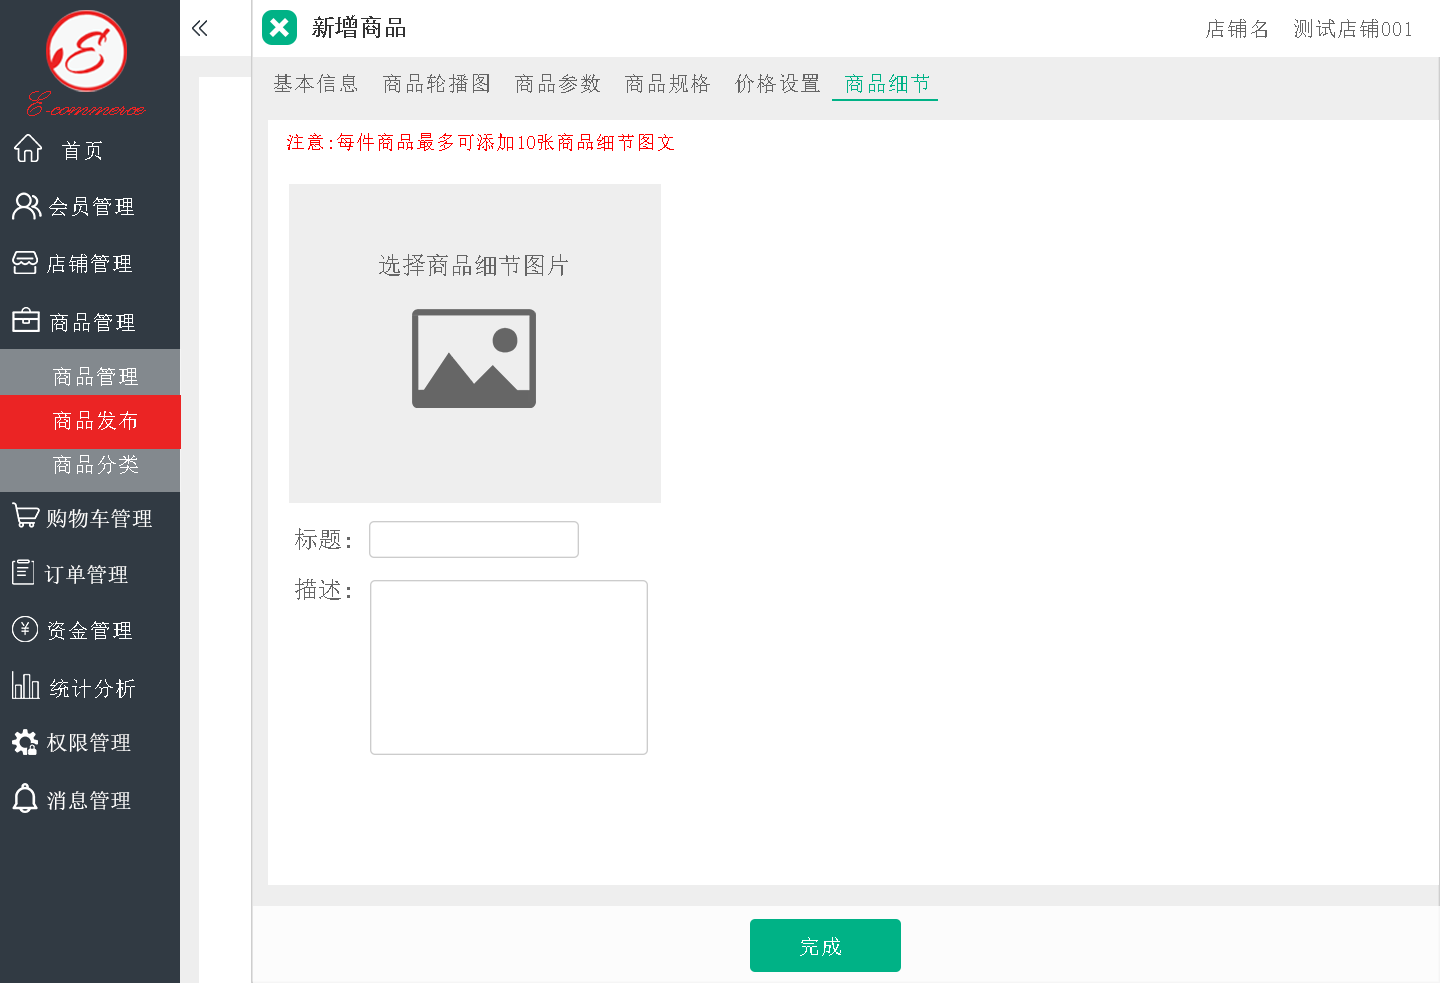 E-commerce
首页
会员管理
店铺管理
商品管理
商品管理
商品发布
商品分类
购物车管理
订单管理
资金管理
统计分析
权限管理
消息管理
新增商品
店铺名 测试店铺001
基本信息 商品轮播图 商品参数 商品规格 价格设置 商品细节
注意:每件商品最多可添加10张商品细节图文
选择商品细节图片
标题：
描述：
完成